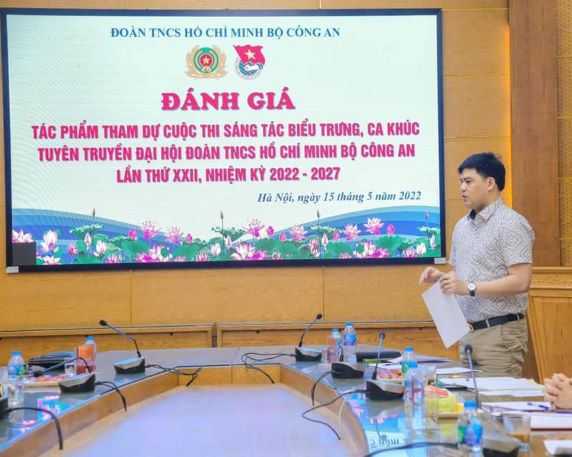 ĐOÀN TNCS HỒ CHÍ MINH BỘ CÔNG AN
ĐÁNH GIÁ
TÁC PHẨM THAM DỰ CUỘC THI SÁNG TÁC BIỂU TRƯNG, CA KHÚC
TUYÊN TRUYỀN ĐẠI HỘI ĐOÀN TNCS HỒ CHÍ MINH BỘ CÔNG AN
LẦN THỨ XXII, NHIỆM KỲ 2022 - 2027
Hà Nội, ngày 15 tháng 5 năm 2022